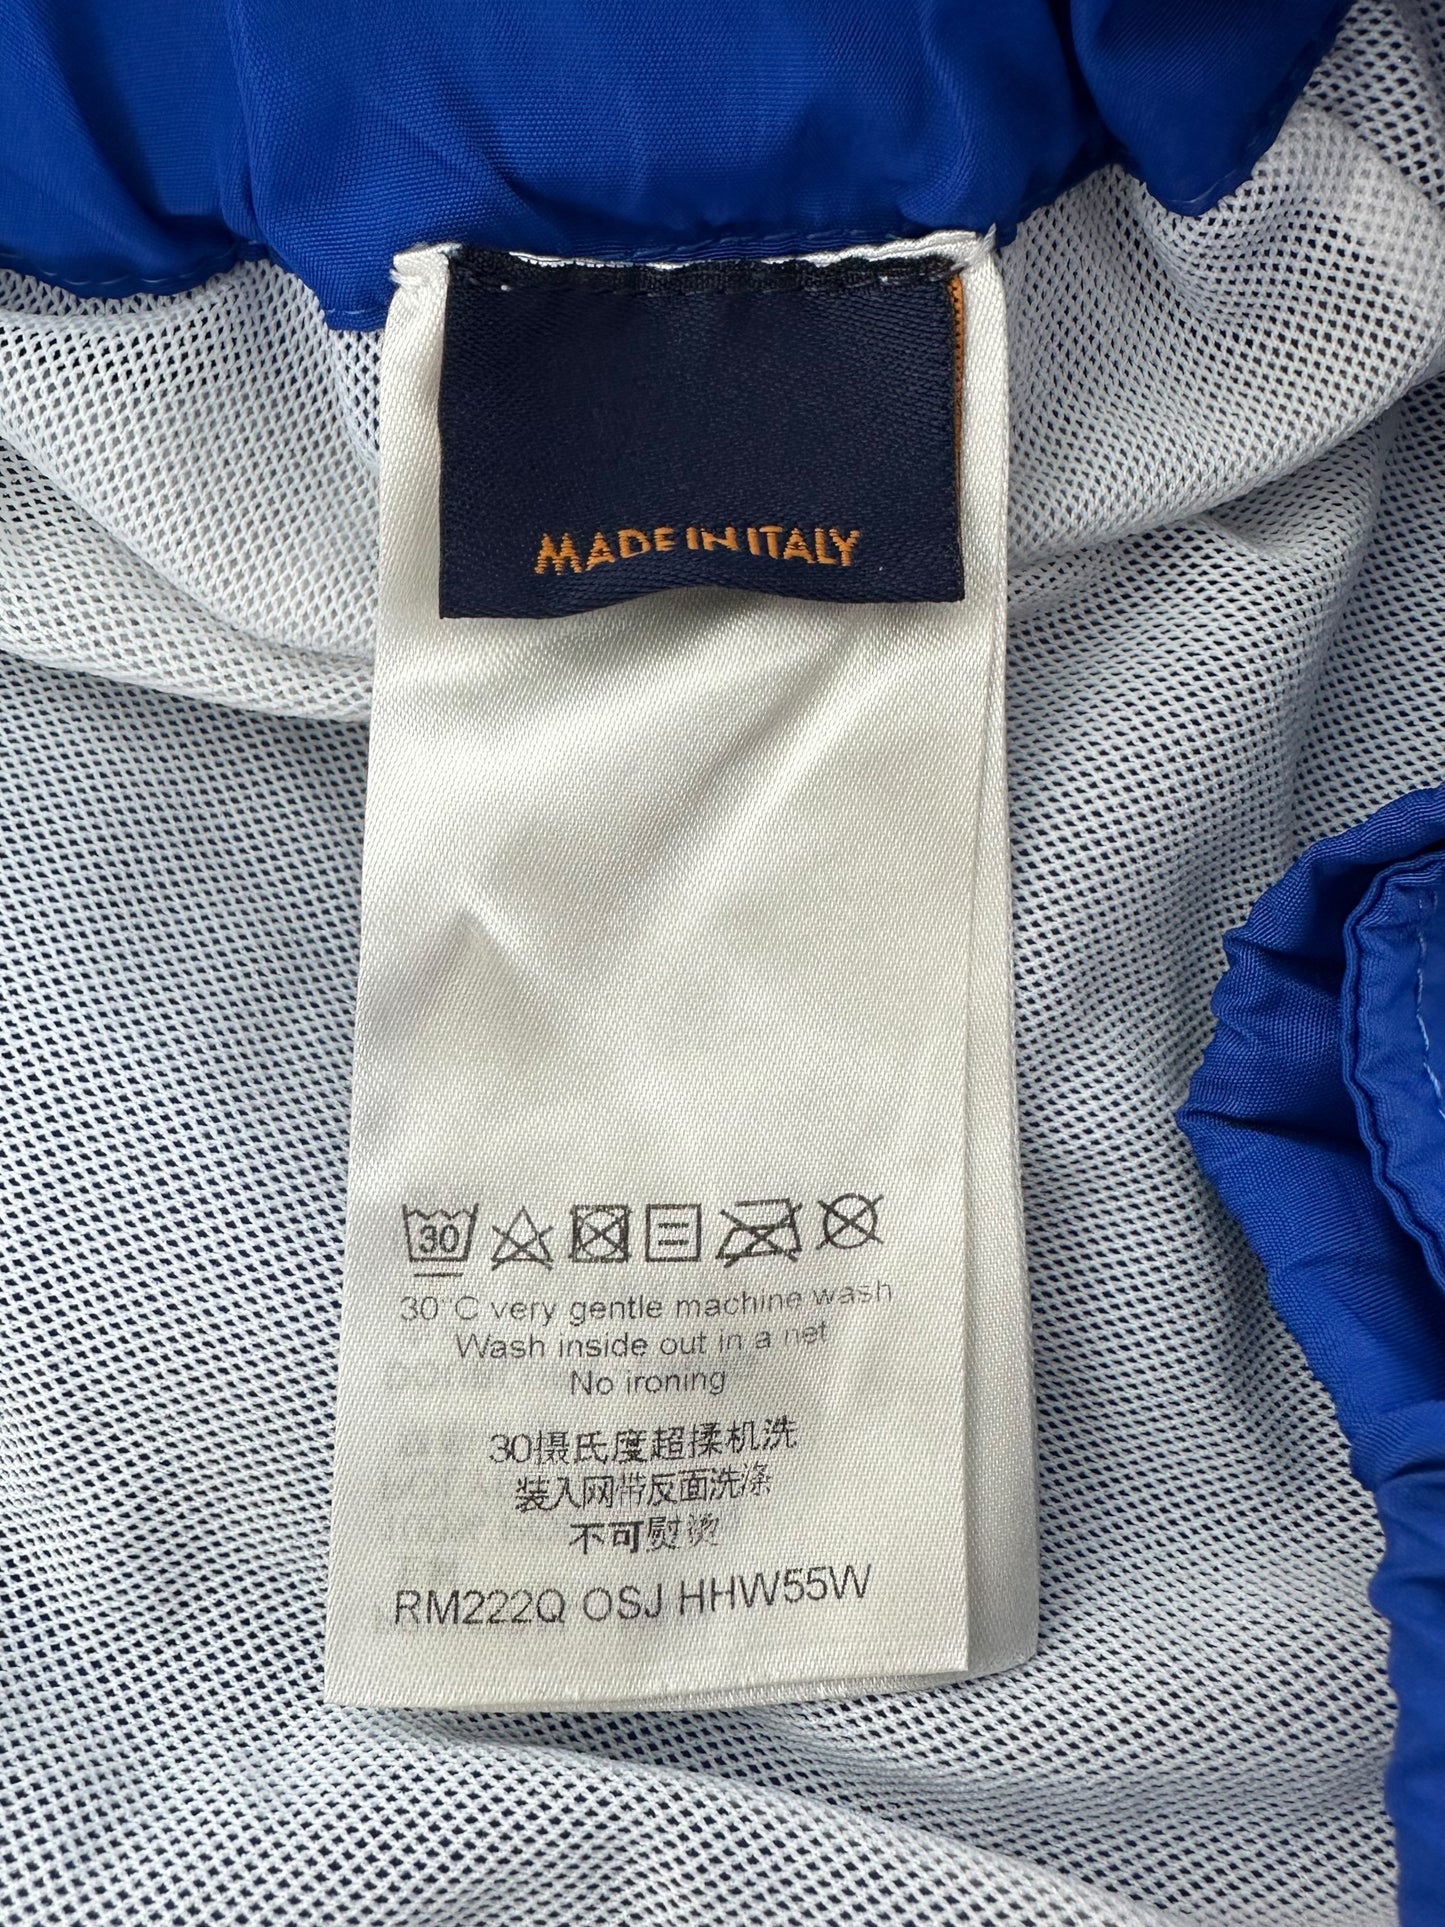 MADE IN ITALY
30
30°C very gentle machine wash
Wash inside out in a net
No ironing
30摄氏度超揉机洗
装入网带反面洗涤
不可熨烫
RM222Q OSJ HHW55W